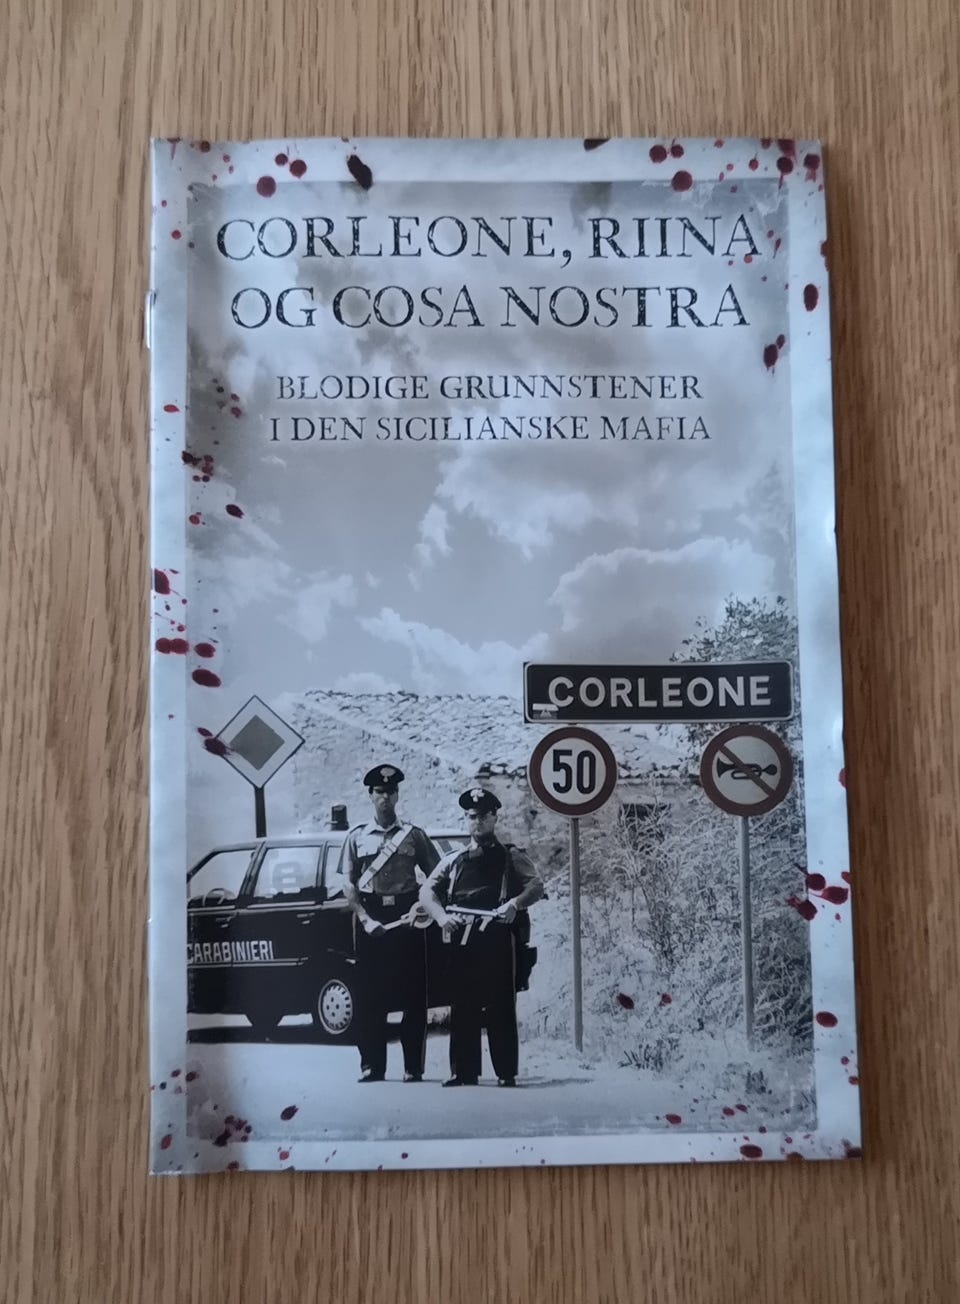 CORLEONE, RIINA
OG COSA NOSTRA
BLODIGE GRUNNSTENER
I DEN SICILIANSKE MAFIA
CORLEONE
50
CARABINIERI